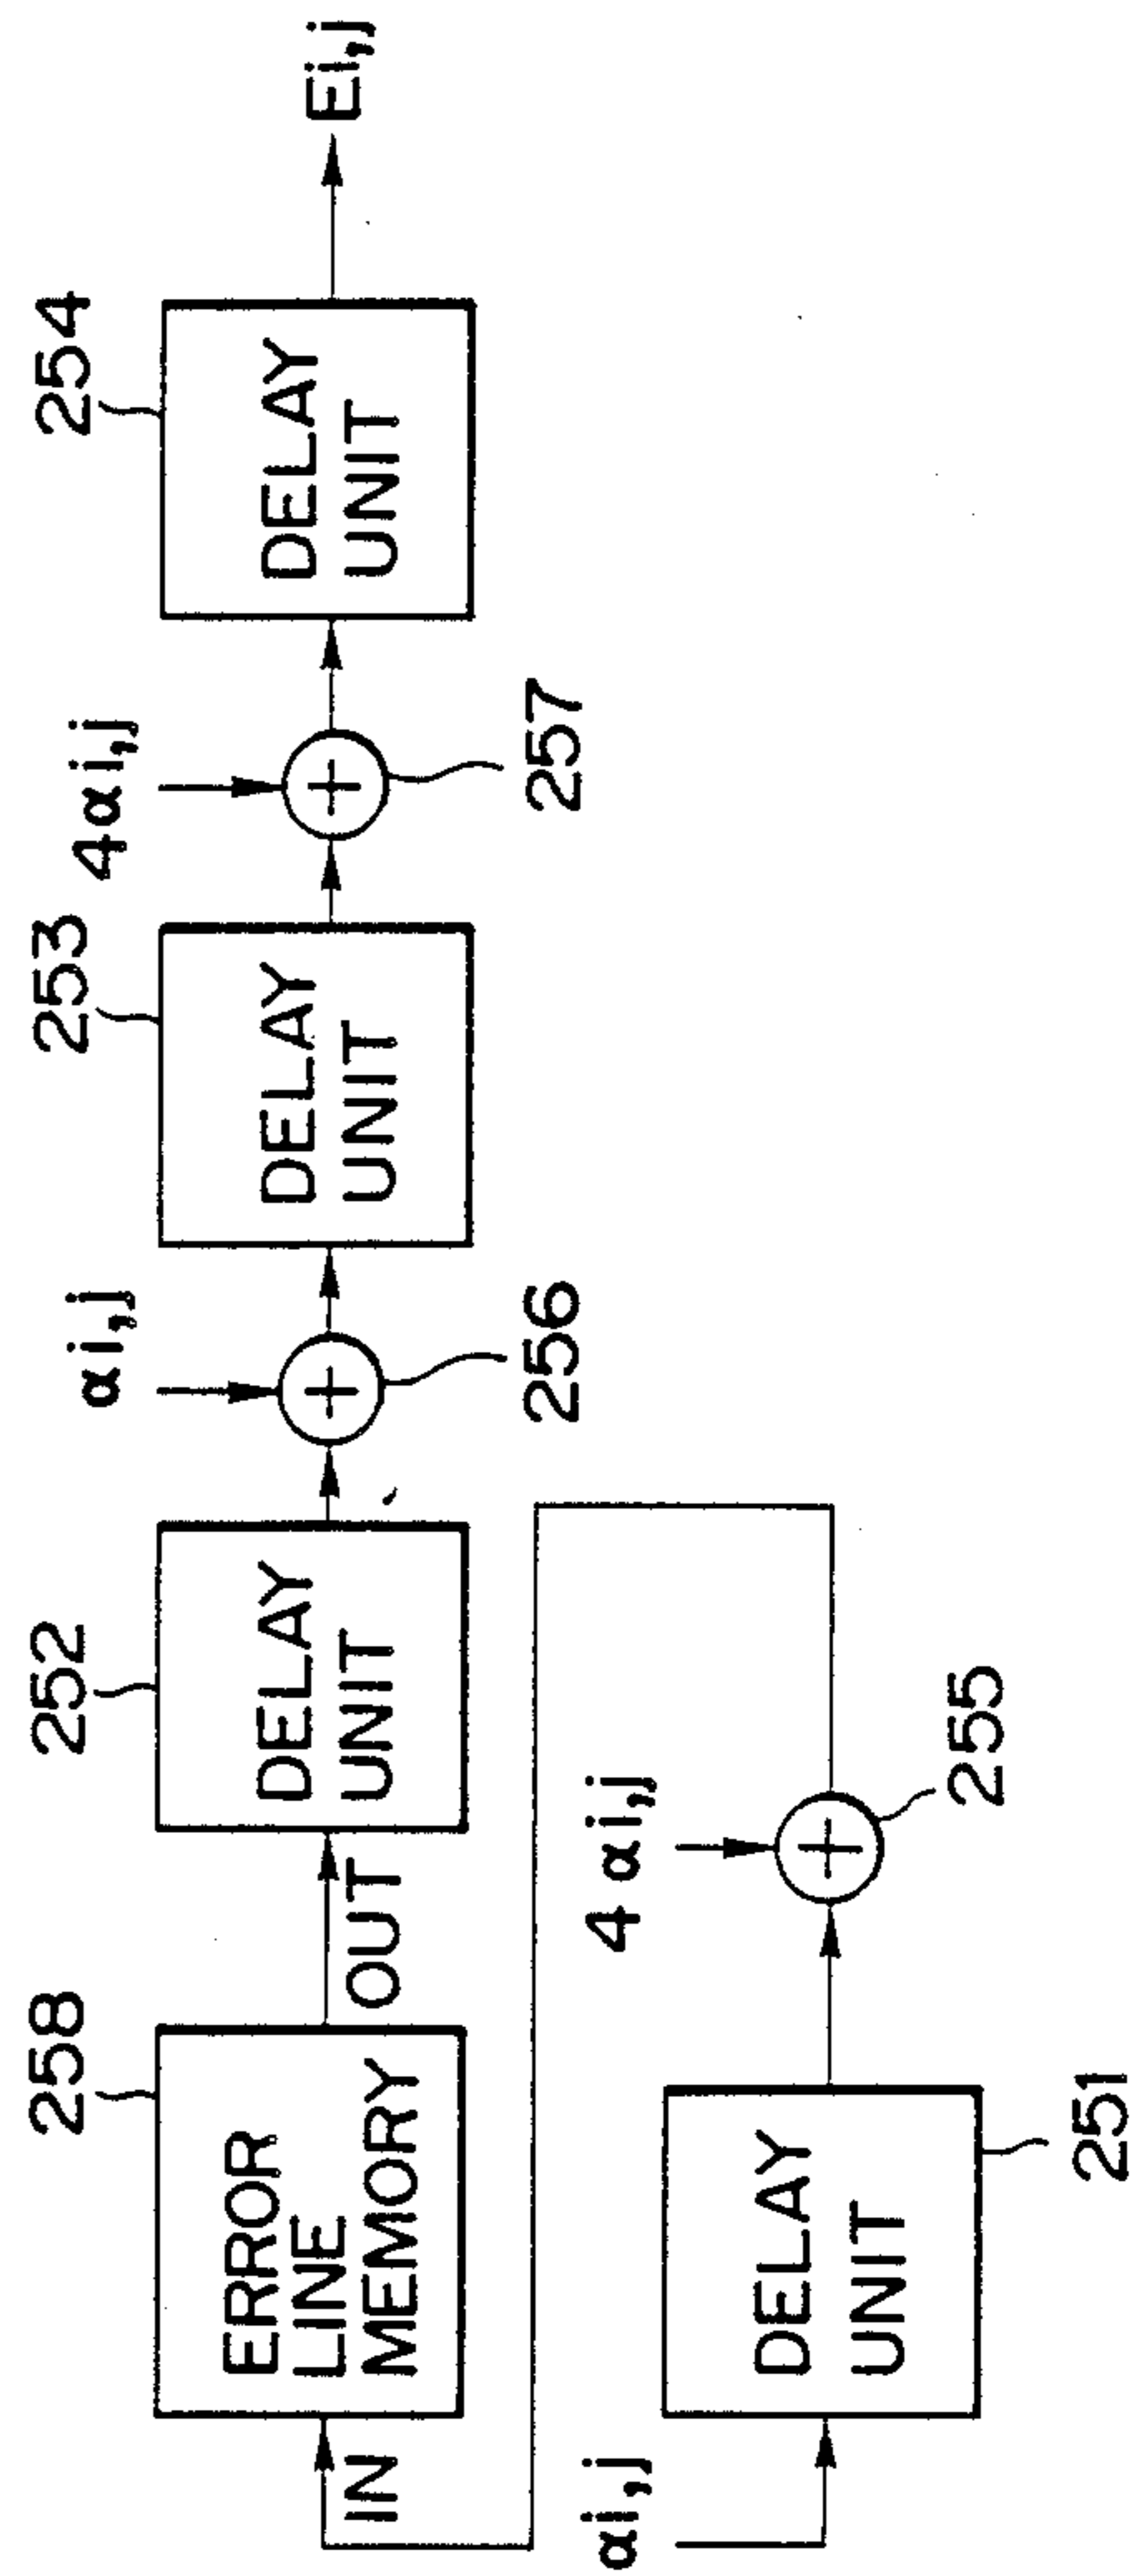 258
ERROR
LINE
MEMORY
IN
OUT
252
DELAY
UNIT
αi,j
256
253
DELAY
UNIT
4αi,j
257
254
DELAY
UNIT
Ei,j
αi,j
DELAY
UNIT
251
4αi,j
255